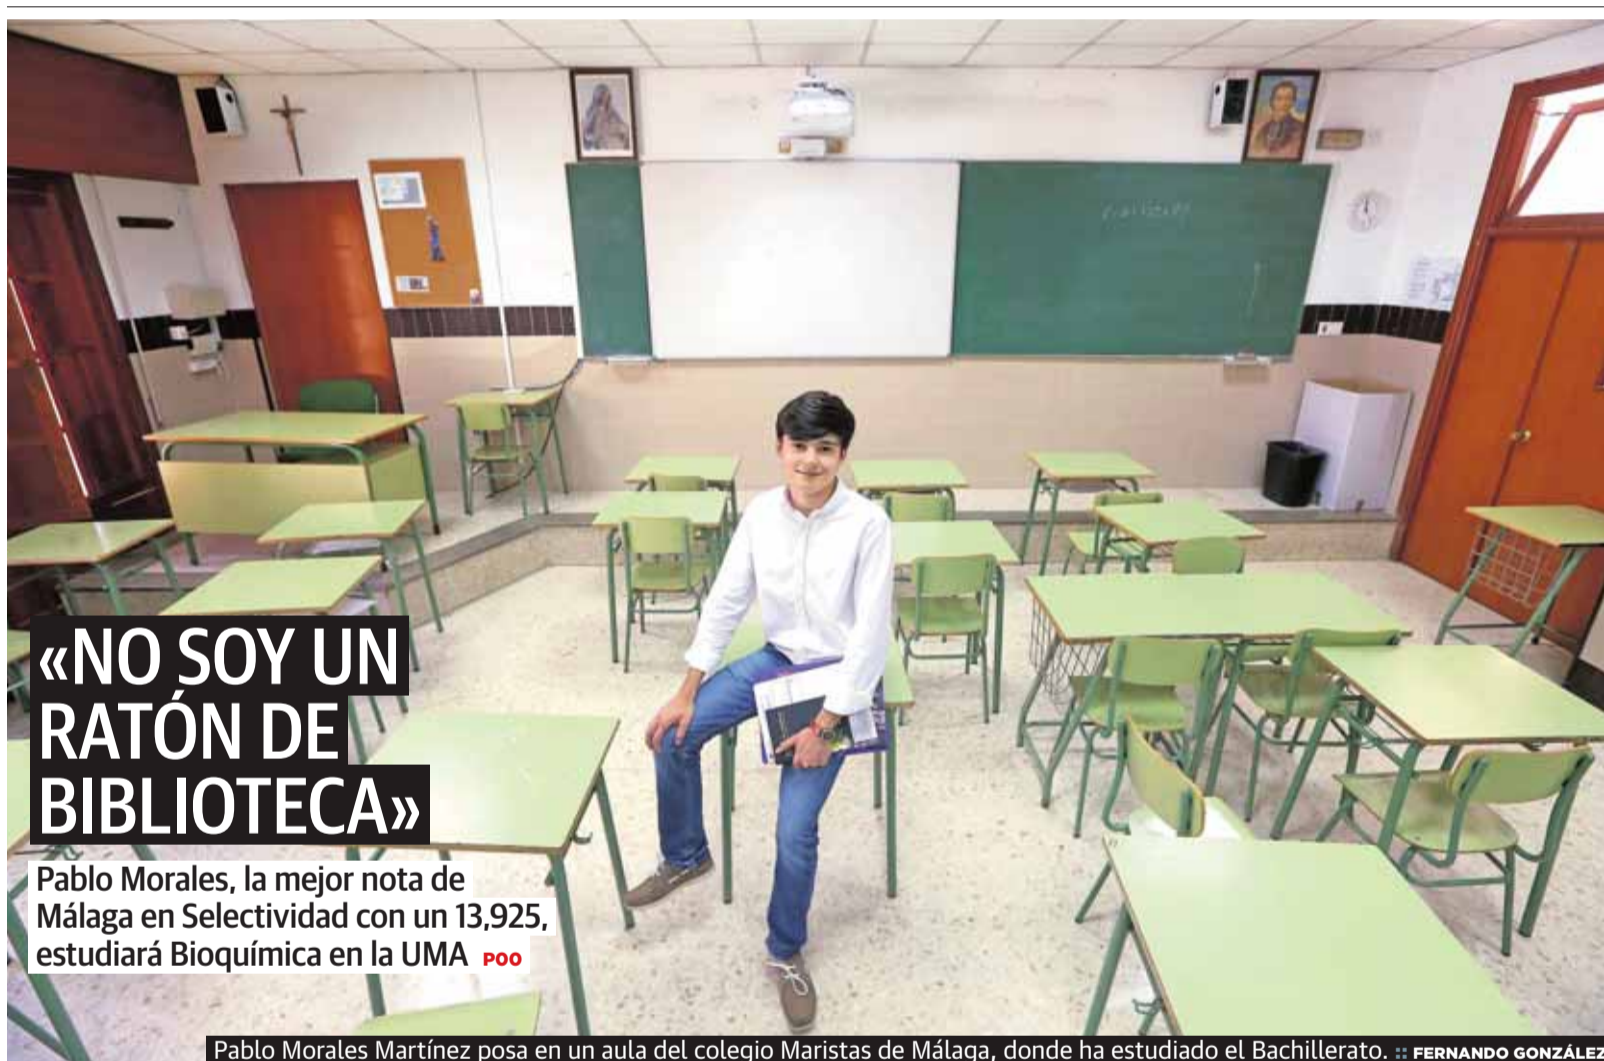 «NO SOY UN
RATÓN DE
BIBLIOTECA»
Pablo Morales, la mejor nota de
Málaga en Selectividad con un 13,925,
estudiará Bioquímica en la UMA P00
Pablo Morales Martínez posa en un aula del colegio Maristas de Málaga, donde ha estudiado el Bachillerato. :: FERNANDO GONZÁLEZ